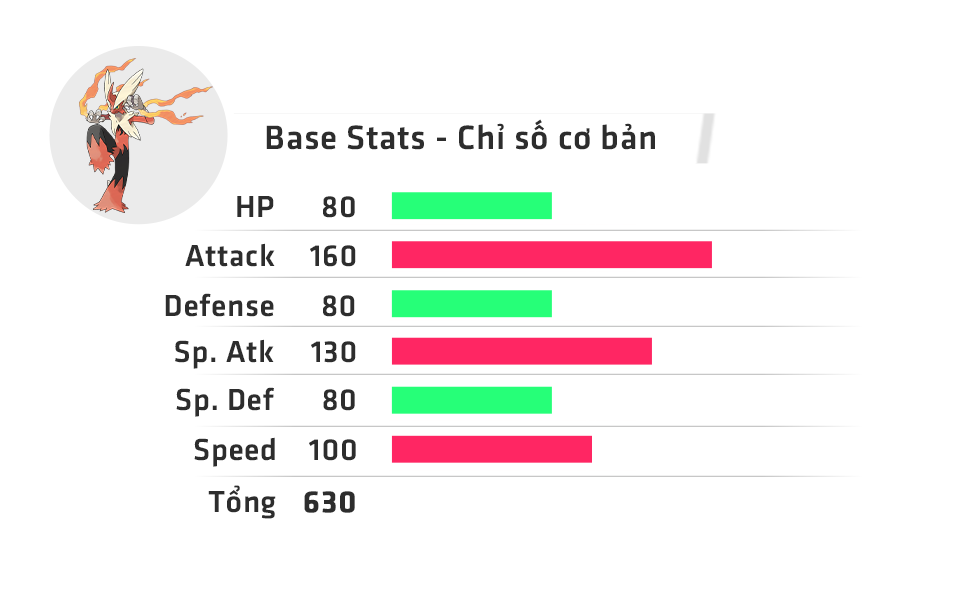 Base Stats - Chỉ số cơ bản
HP 80
Attack 160
Defense 80
Sp. Atk 130
Sp. Def 80
Speed 100
Tổng 630